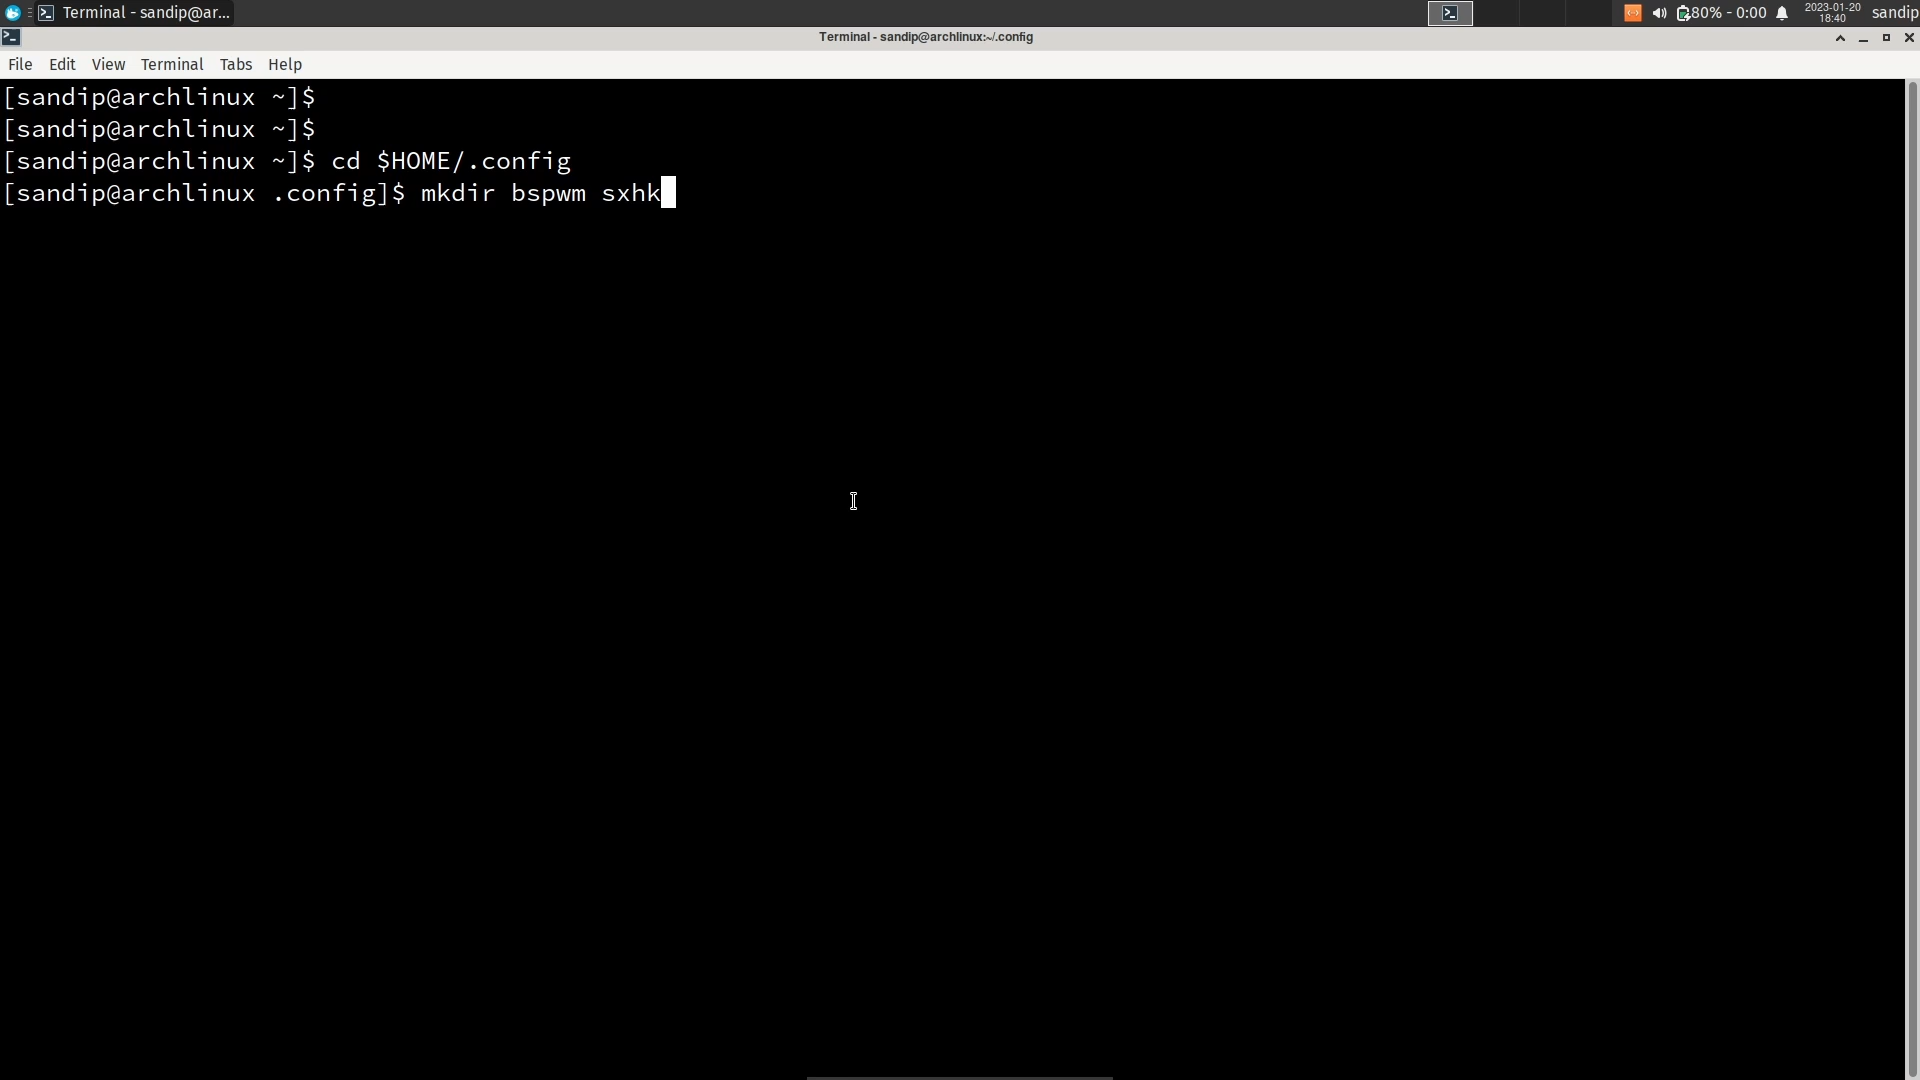 Terminal - sandip@ar...
80% - 0:00
2023-01-20
18:40
sandip
Terminal - sandip@archlinux:~/.config
File Edit View Terminal Tabs Help
[sandip@archlinux ~]$
[sandip@archlinux ~]$
[sandip@archlinux ~]$ cd $HOME/.config
[sandip@archlinux .config]$ mkdir bspwm sxhk